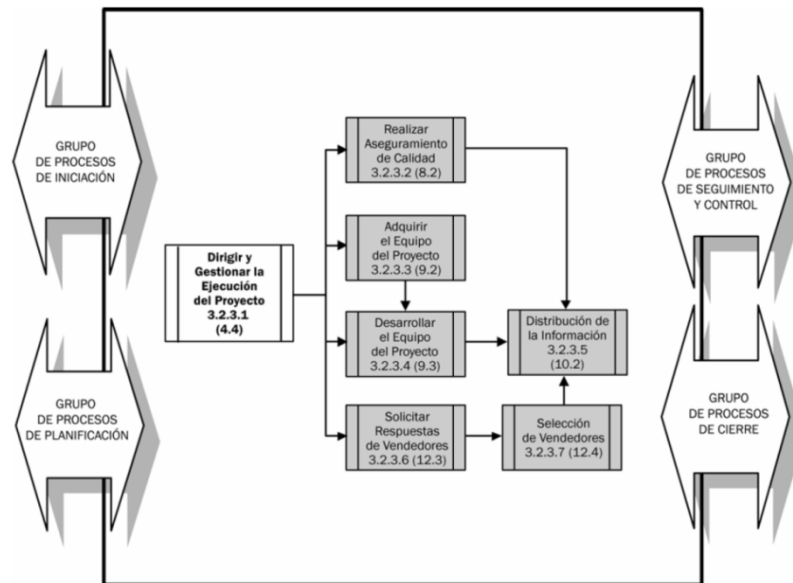 GRUPO
DE PROCESOS
DE INICIACIÓN
GRUPO
DE PROCESOS
DE PLANIFICACIÓN
Dirigir y
Gestionar la
Ejecución
del Proyecto
3.2.3.1
(4.4)
Realizar
Aseguramiento
de Calidad
3.2.3.2 (8.2)
Adquirir
el Equipo
del Proyecto
3.2.3.3 (9.2)
Desarrollar
el Equipo
del Proyecto
3.2.3.4 (9.3)
Solicitar
Respuestas
de Vendedores
3.2.3.6 (12.3)
Distribución de
la Información
3.2.3.5
(10.2)
Selección
de Vendedores
3.2.3.7 (12.4)
GRUPO
DE PROCESOS
DE SEGUIMIENTO
Y CONTROL
GRUPO
DE PROCESOS
DE CIERRE